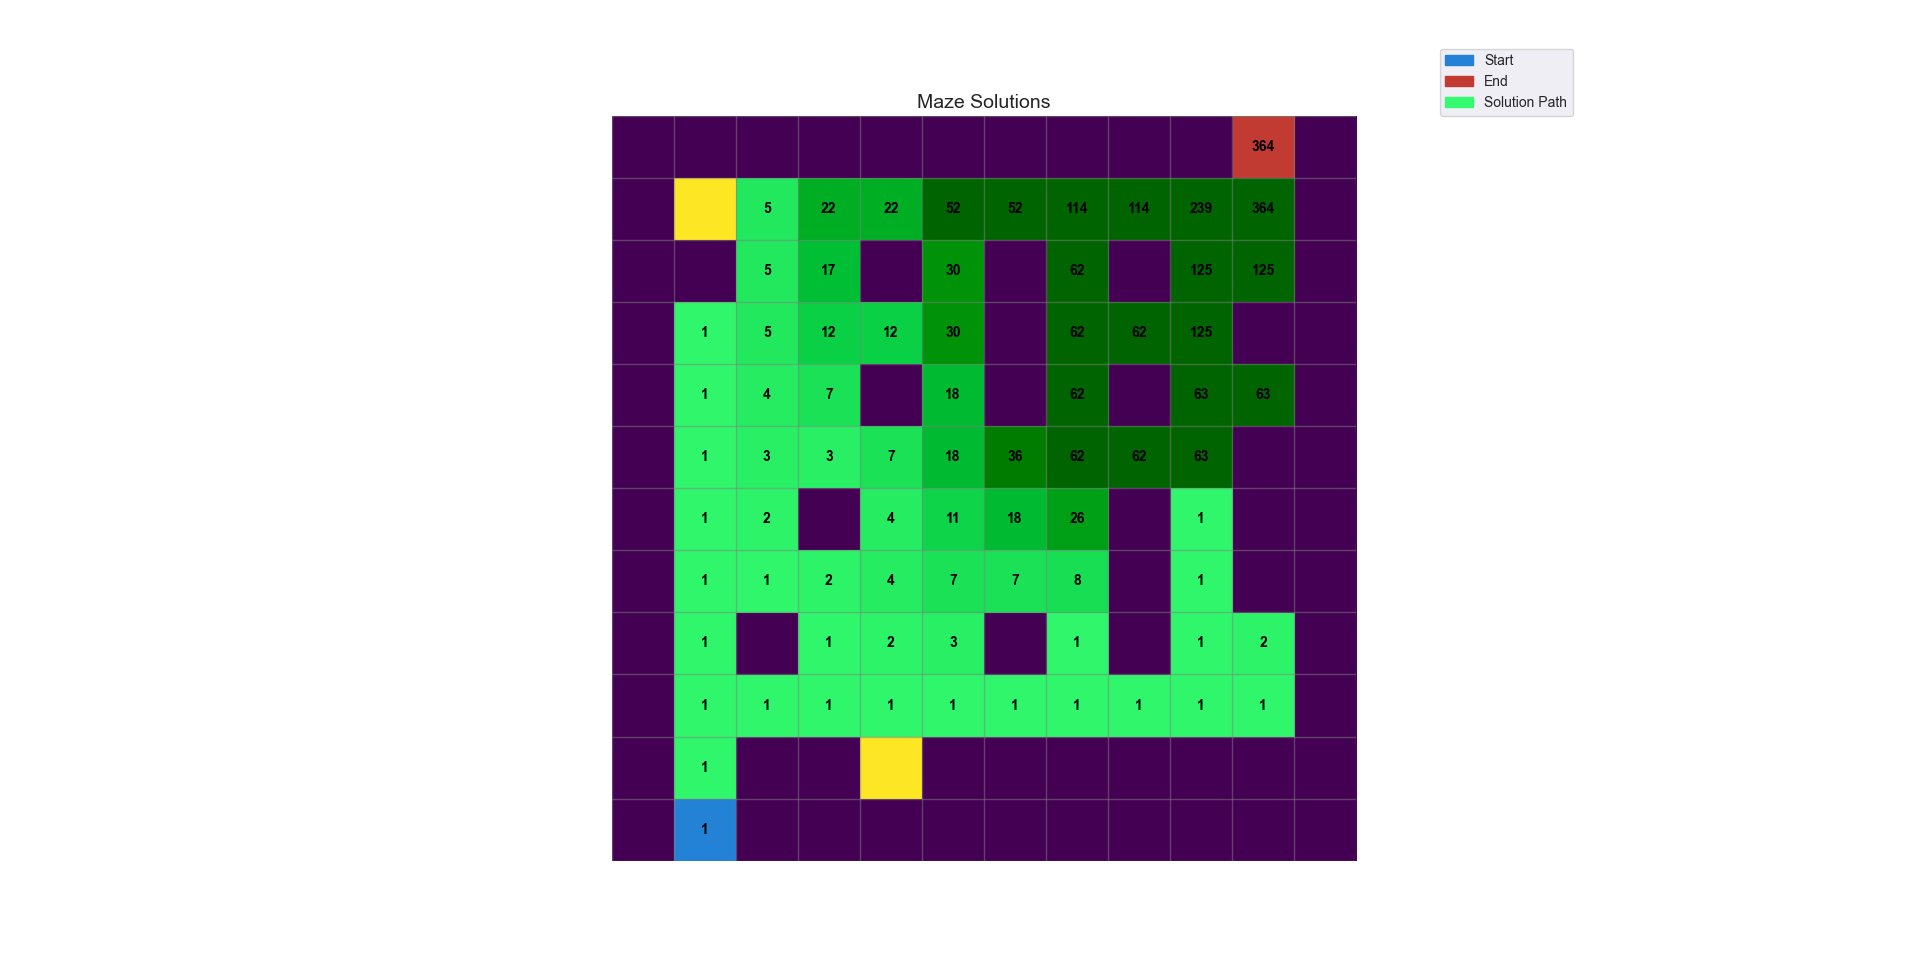 Start
End
Solution Path
Maze Solutions
364
5 22 22 52 52 114 114 239 364
5 17 30 62 125 125
1 5 12 12 30 62 62 125
1 4 7 18 62 63 63
1 3 3 7 18 36 62 62 63
1 2 4 11 18 26 1
1 1 2 4 7 7 8 1
1 1 2 3 1 1 2
1 1 1 1 1 1 1 1 1 1
1
1